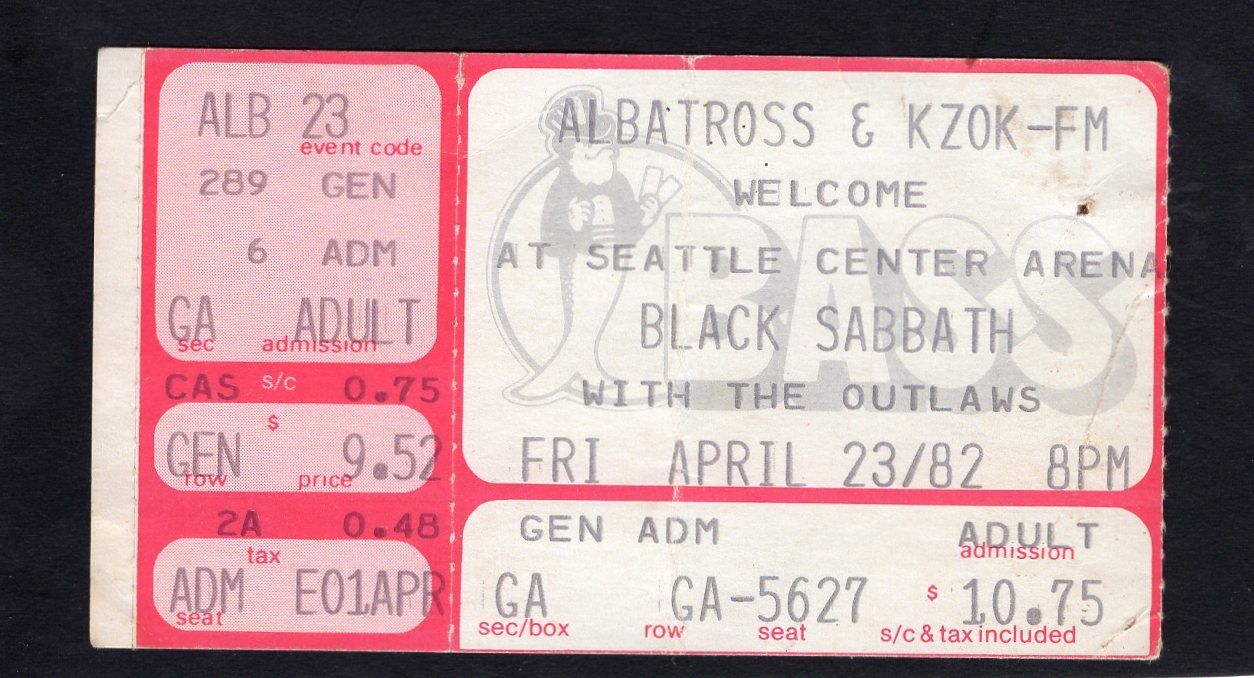 ALB 23
event code
289 GEN
6 ADM
GA ADULT
sec admission
CAS s/c 0.75
$
GEN 9.52
row price
2A 0.48
tax
ADM E01APR
seat
ALBATROSS & KZOK-FM
WELCOME
AT SEATTLE CENTER ARENA
BASS
BLACK SABBATH
WITH THE OUTLAWS
FRI APRIL 23/82 8PM
GEN ADM ADULT
admission
GA GA-5627 $ 10.75
sec/box row seat s/c & tax included